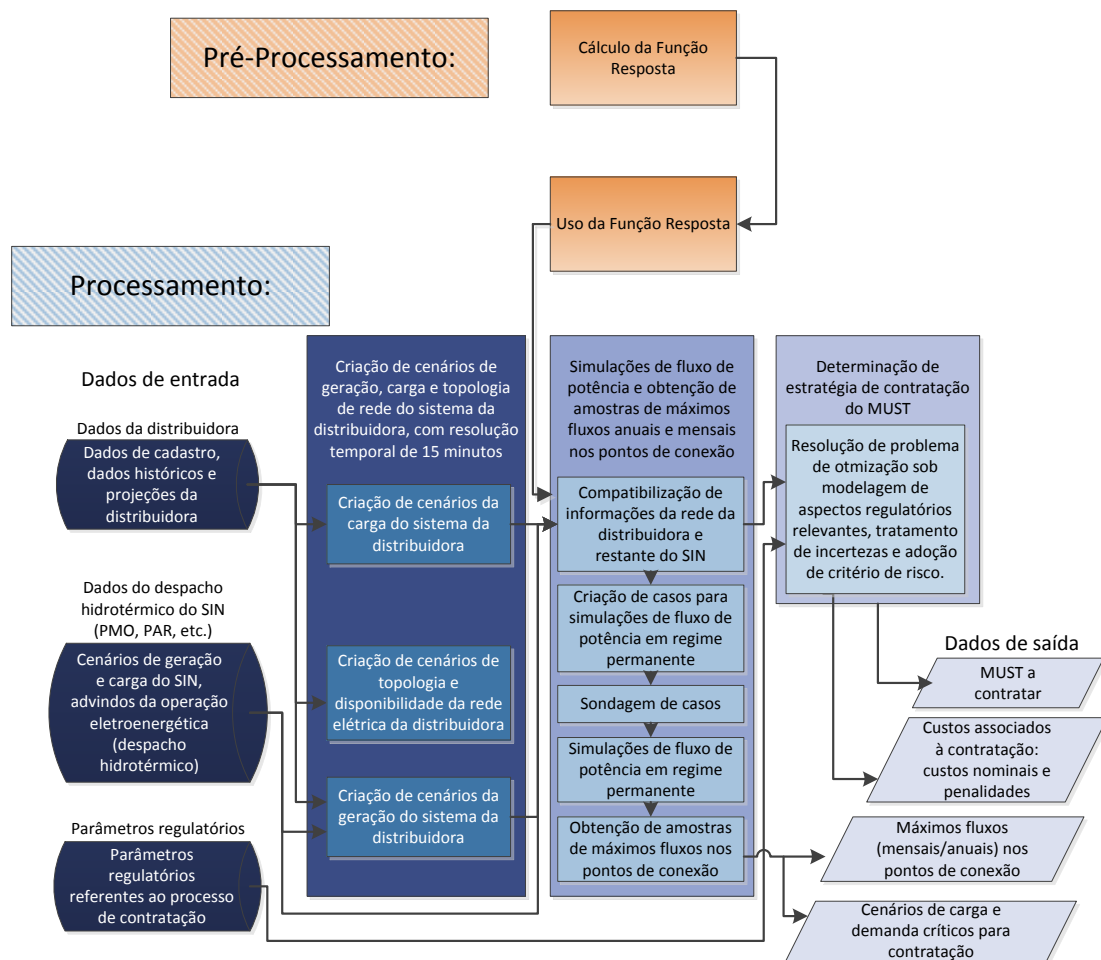 Pré-Processamento:
Cálculo da Função
Resposta
Uso da Função Resposta
Processamento:
Dados de entrada
Dados da distribuidora
Dados de cadastro,
dados históricos e
projeções da
distribuidora
Dados do despacho
hidrotérmico do SIN
(PMO, PAR, etc.)
Cenários de geração
e carga do SIN,
advindos da operação
eletroenergética
(despacho
hidrotérmico)
Parâmetros regulatórios
Parâmetros
regulatórios
referentes ao processo
de contratação
Criação de cenários de
geração, carga e topologia
de rede do sistema da
distribuidora, com resolução
temporal de 15 minutos
Criação de cenários da
carga do sistema da
distribuidora
Criação de cenários de
topologia e
disponibilidade da rede
elétrica da distribuidora
Criação de cenários da
geração do sistema da
distribuidora
Simulações de fluxo de
potência e obtenção de
amostras de máximos
fluxos anuais e mensais
nos pontos de conexão
Compatibilização de
informações da rede da
distribuidora e
restante do SIN
Criação de casos para
simulações de fluxo de
potência em regime
permanente
Sondagem de casos
Simulações de fluxo de
potência em regime
permanente
Obtenção de amostras
de máximos fluxos nos
pontos de conexão
Determinação de
estratégia de contratação
do MUST
Resolução de problema
de otmização sob
modelagem de
aspectos regulatórios
relevantes, tratamento
de incertezas e adoção
de critério de risco.
Dados de saída
MUST a
contratar
Custos associados
à contratação:
custos nominais e
penalidades
Máximos fluxos
(mensais/anuais) nos
pontos de conexão
Cenários de carga e
demanda críticos para
contratação